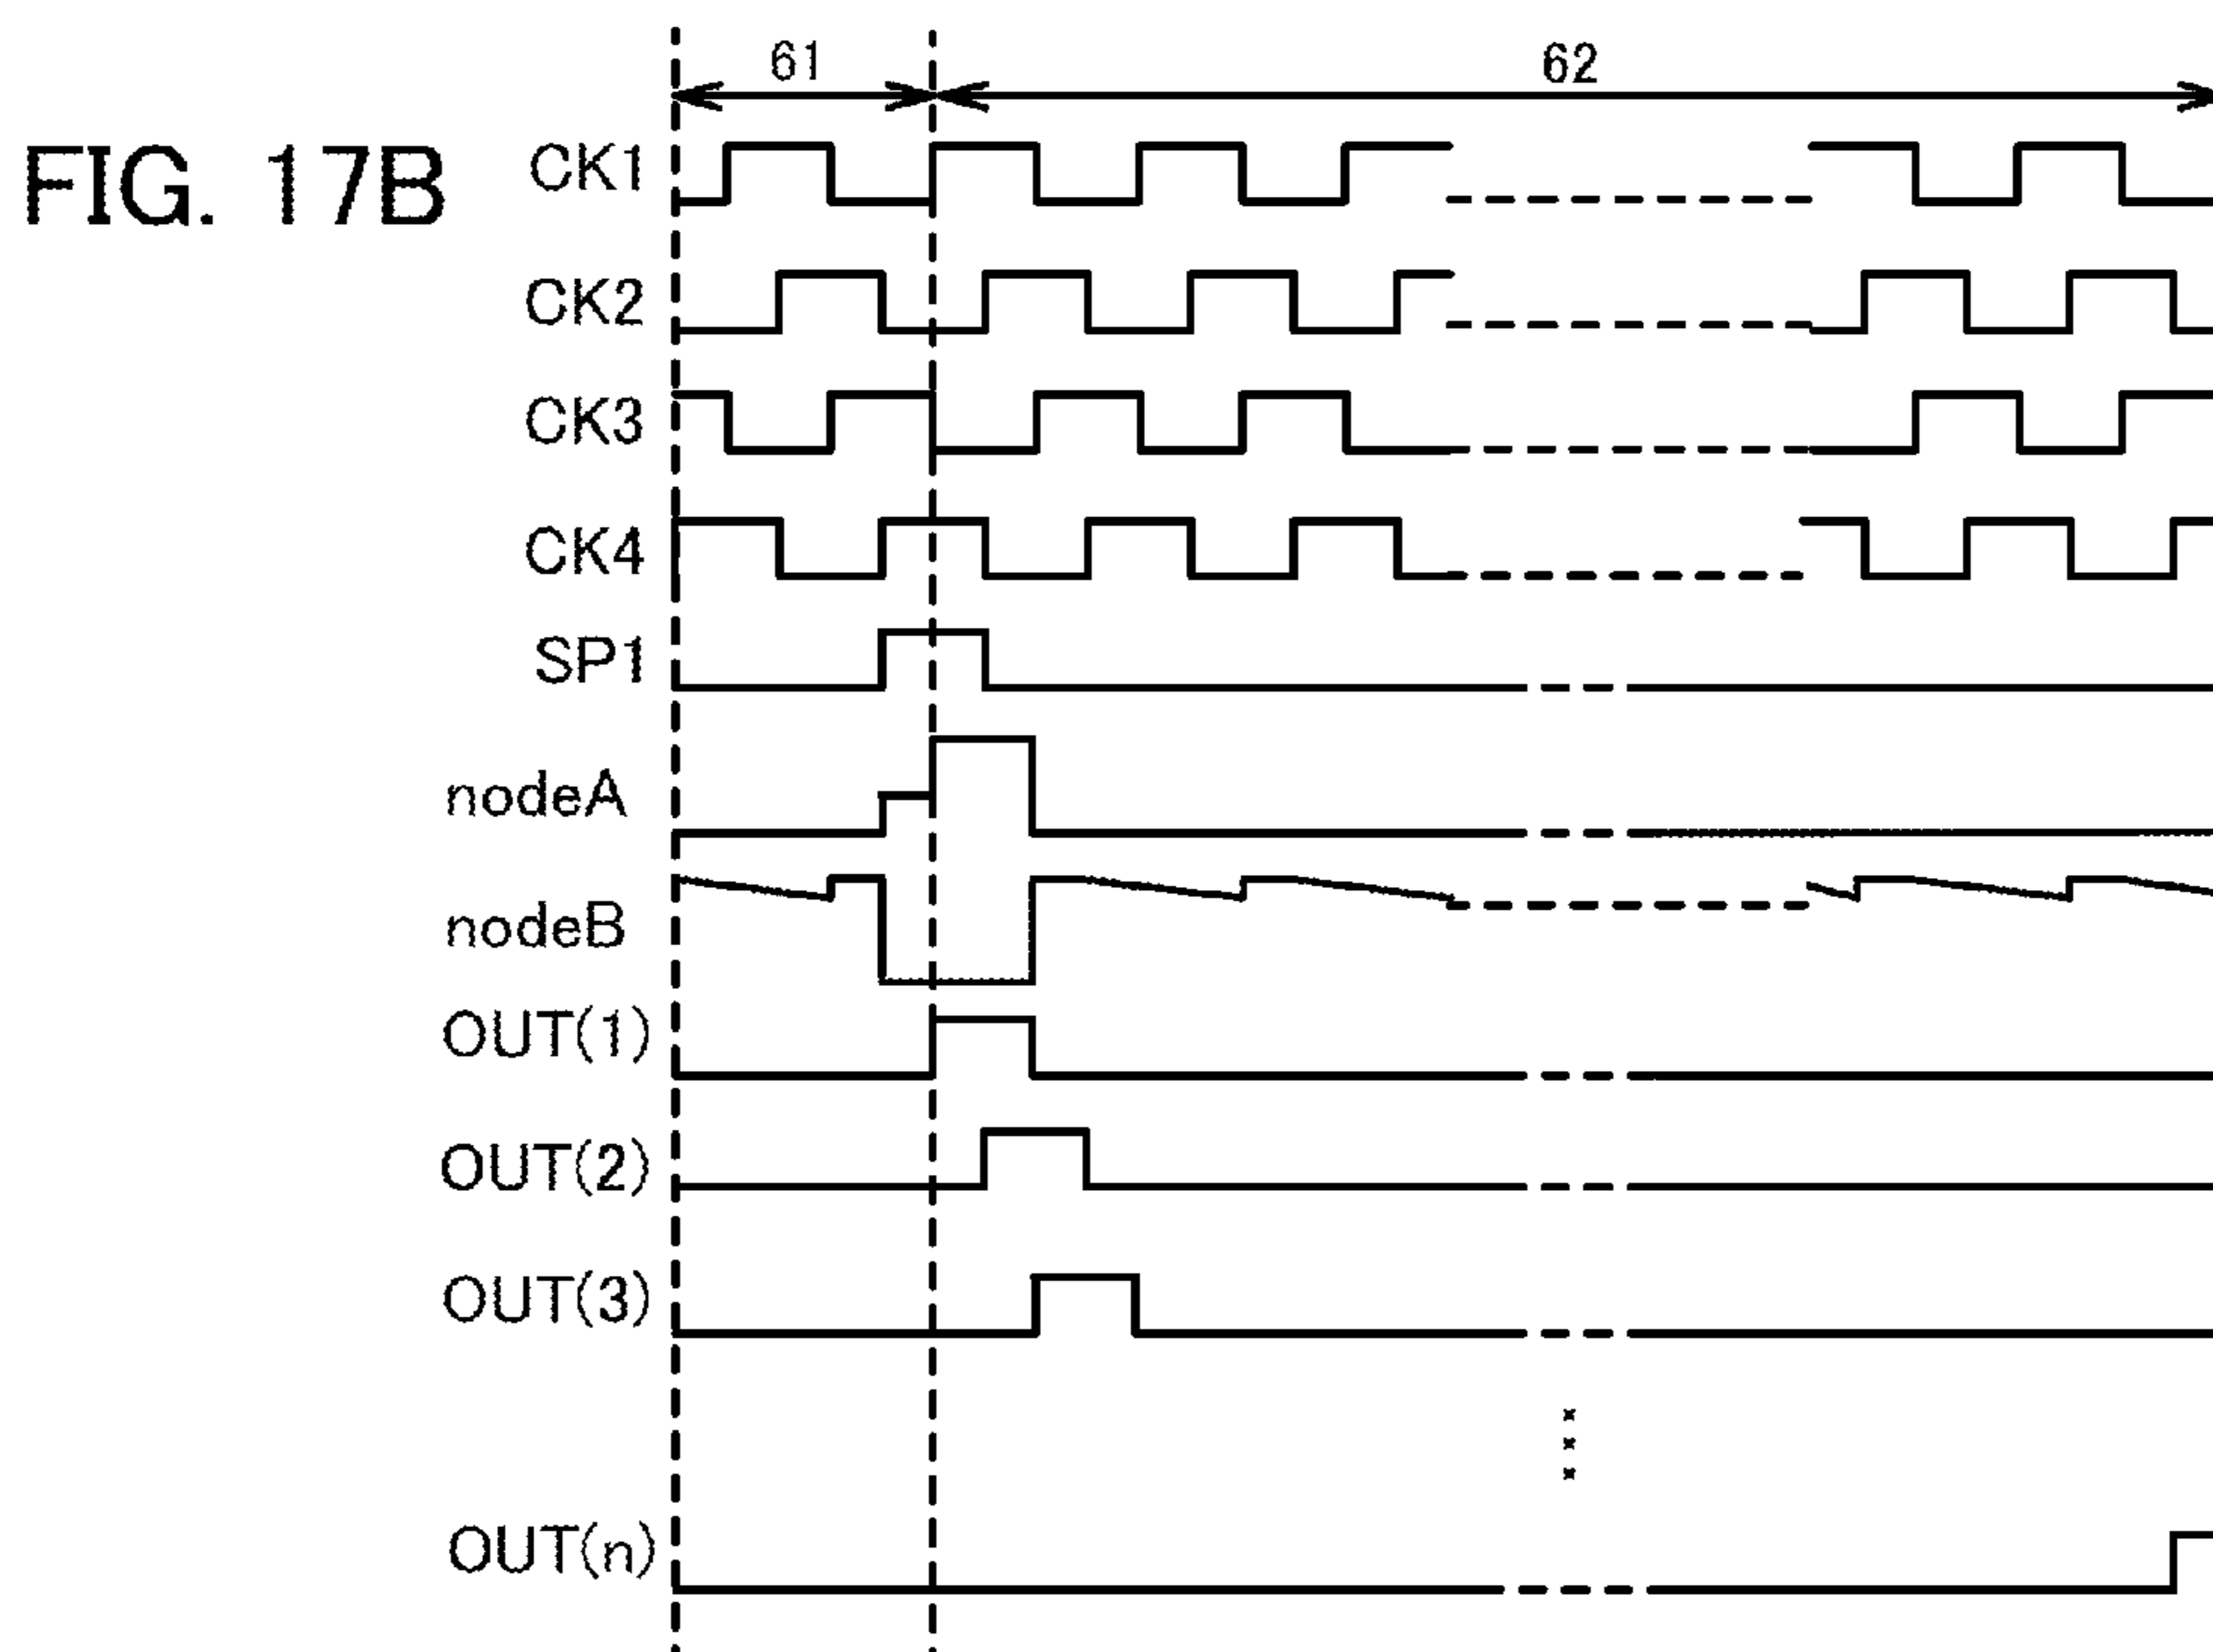 61
62
FIG. 17B
CK1
CK2
CK3
CK4
SP1
nodeA
nodeB
OUT(1)
OUT(2)
OUT(3)
OUT(n)